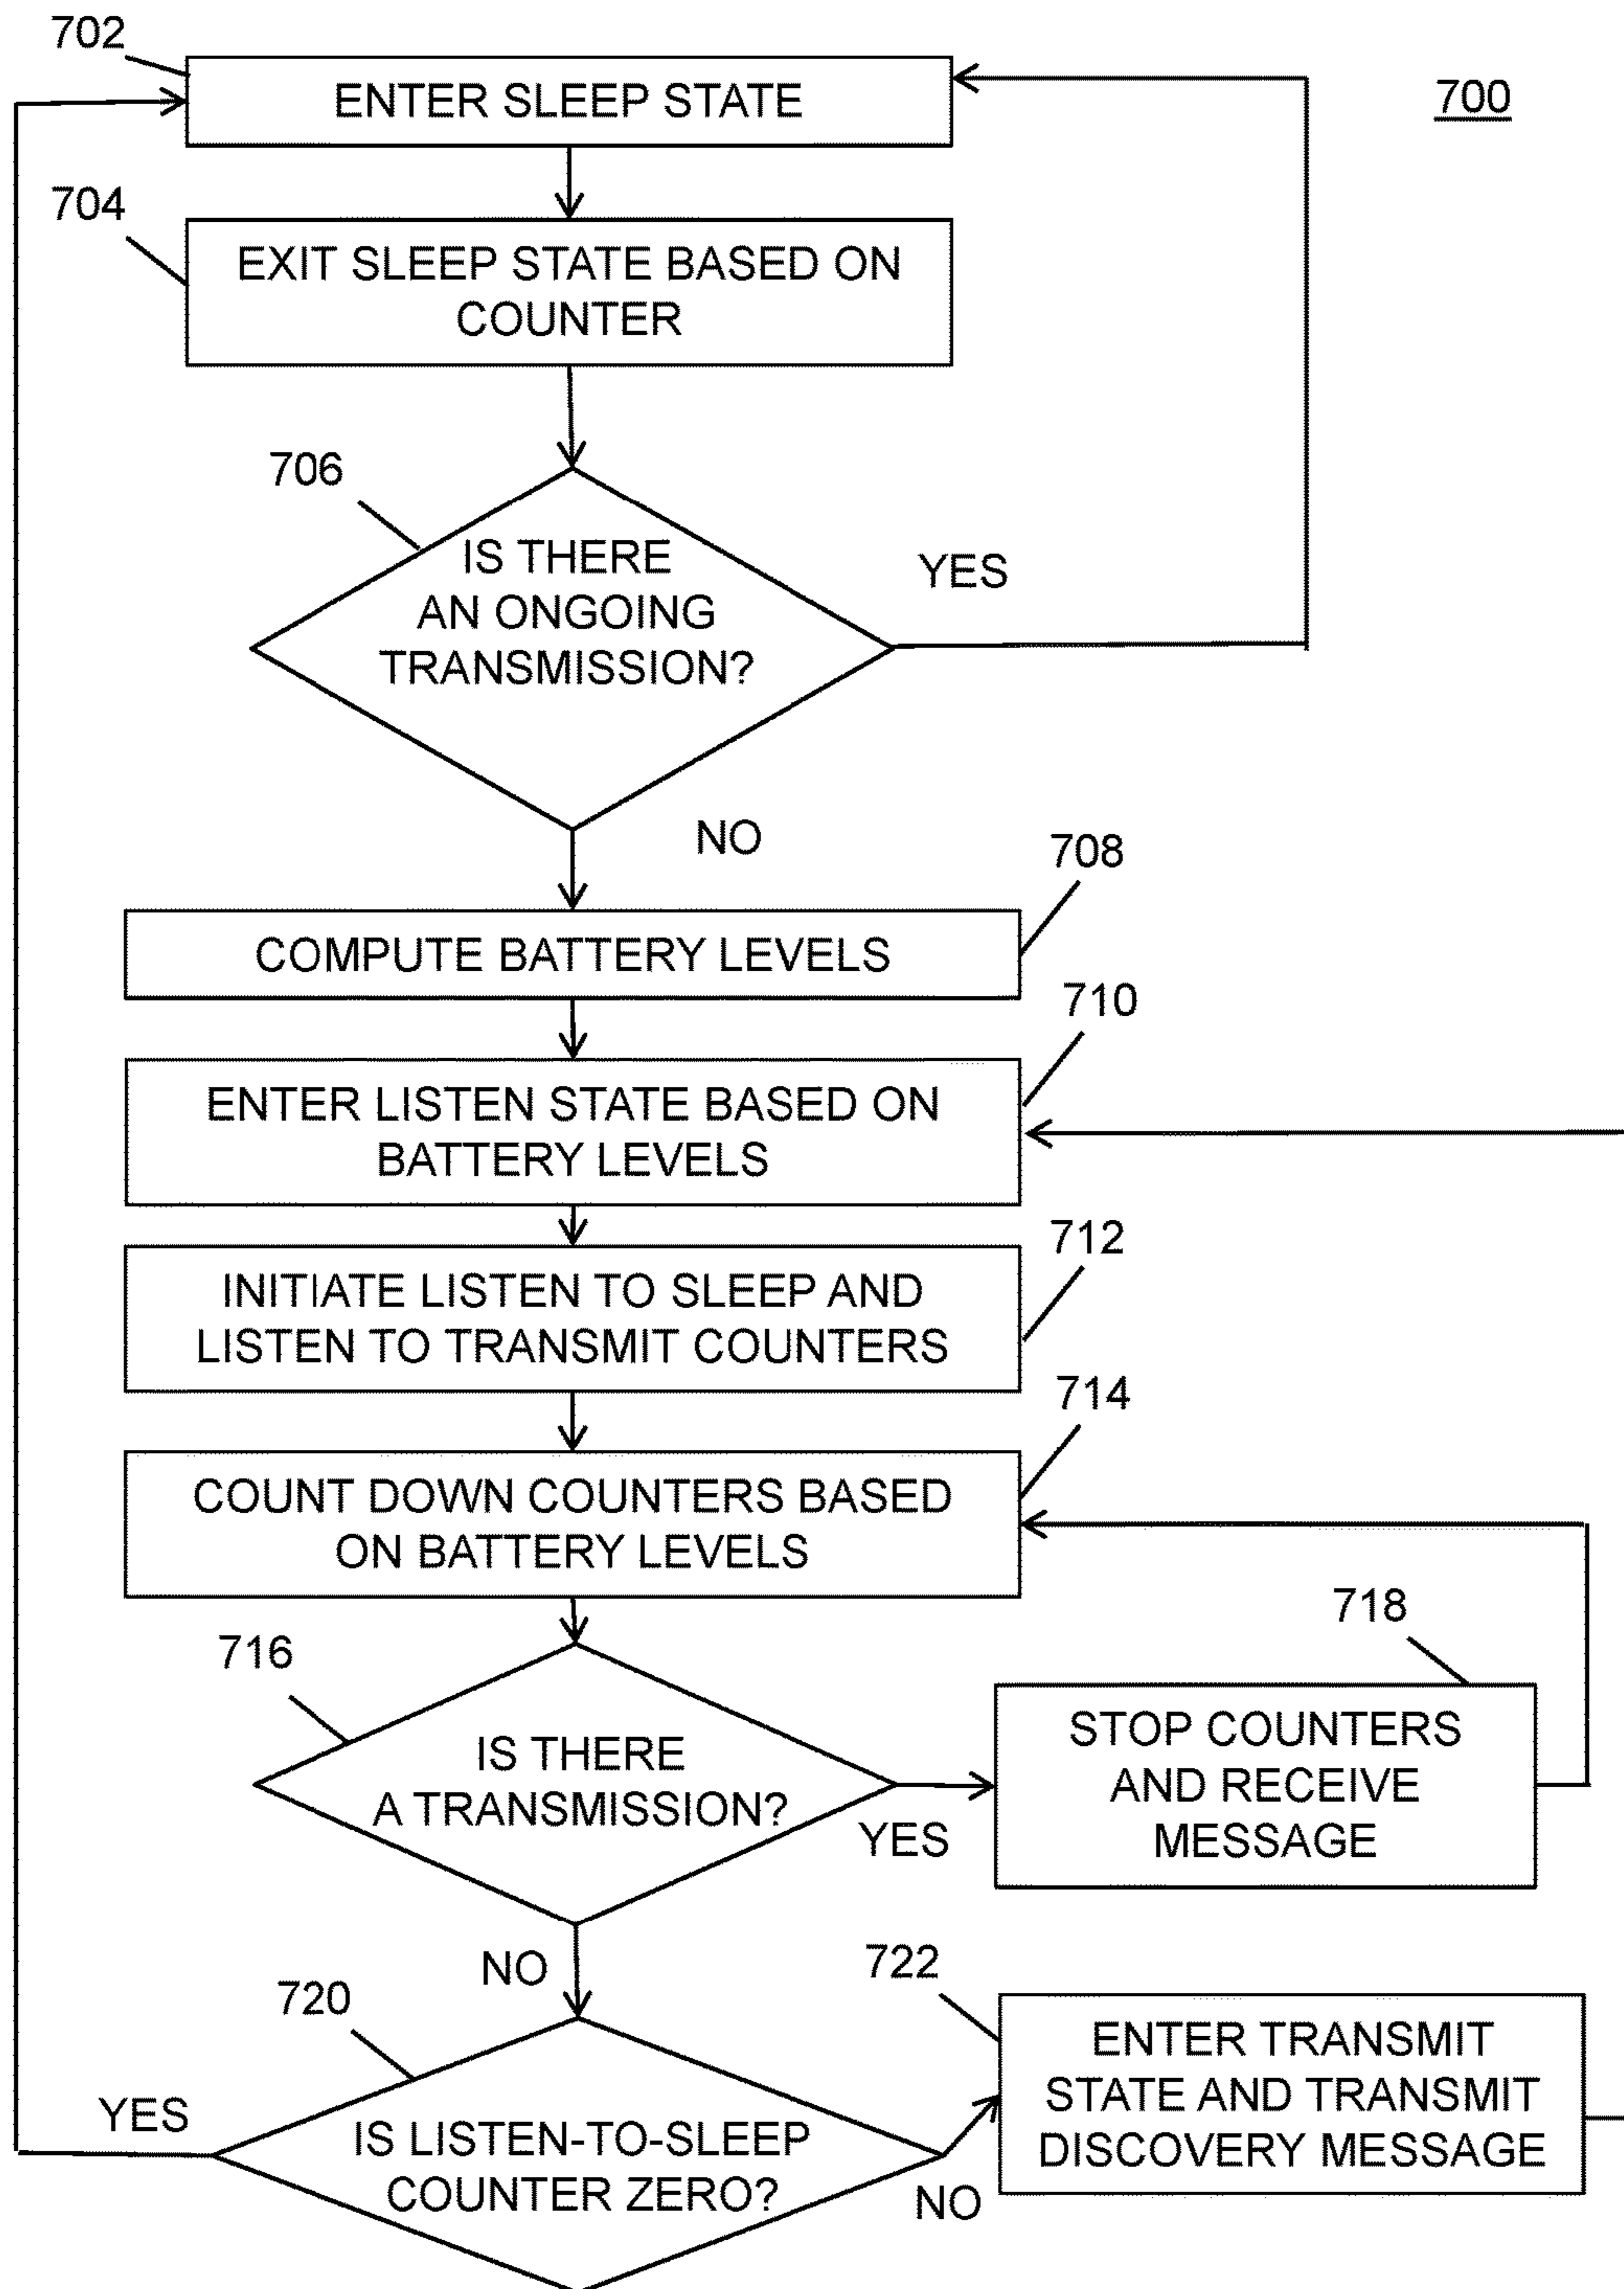 702
ENTER SLEEP STATE
700
704
EXIT SLEEP STATE BASED ON
COUNTER
706
IS THERE
AN ONGOING
TRANSMISSION?
YES
NO
708
COMPUTE BATTERY LEVELS
710
ENTER LISTEN STATE BASED ON
BATTERY LEVELS
712
INITIATE LISTEN TO SLEEP AND
LISTEN TO TRANSMIT COUNTERS
714
COUNT DOWN COUNTERS BASED
ON BATTERY LEVELS
716
IS THERE
A TRANSMISSION?
YES
718
STOP COUNTERS
AND RECEIVE
MESSAGE
NO
720
IS LISTEN-TO-SLEEP
COUNTER ZERO?
YES
NO
722
ENTER TRANSMIT
STATE AND TRANSMIT
DISCOVERY MESSAGE